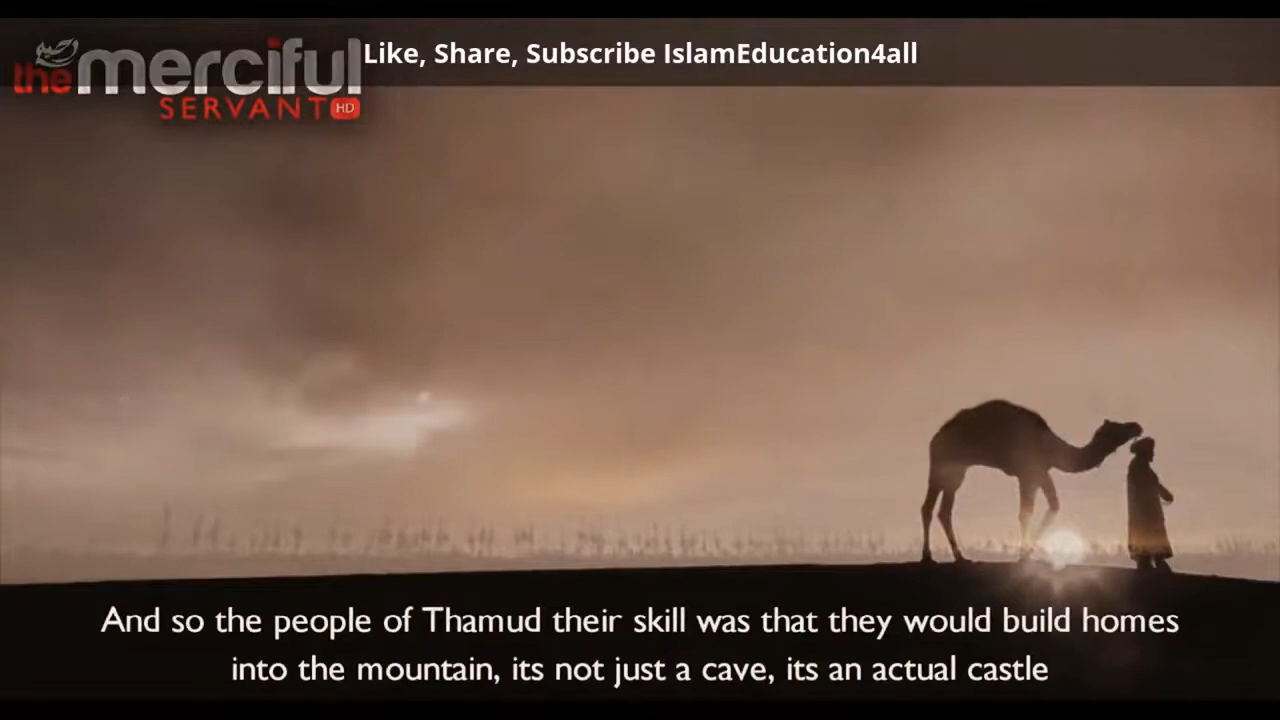 the merciful
SERVANT HD
Like, Share, Subscribe IslamEducation4all
And so the people of Thamud their skill was that they would build homes
into the mountain, its not just a cave, its an actual castle